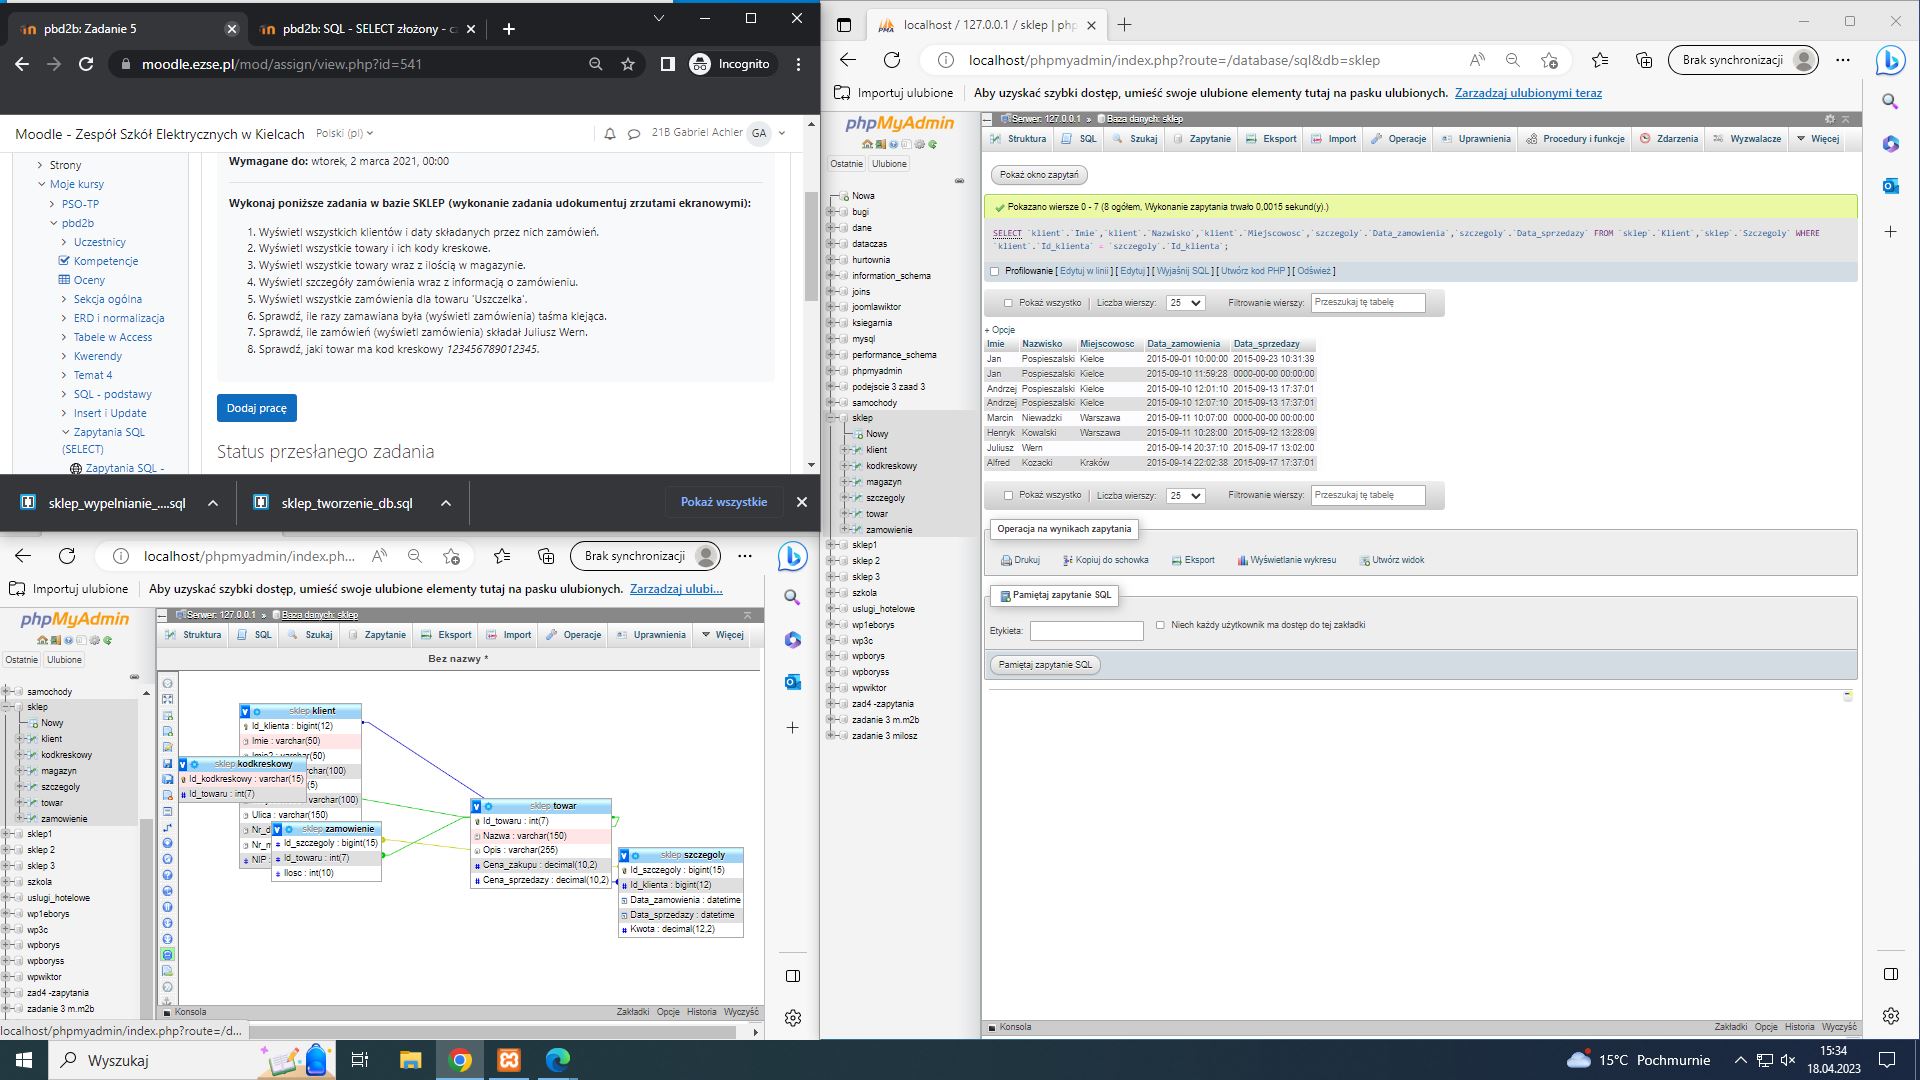 pbd2b: Zadanie 5
pbd2b: SQL - SELECT złożony - cz
moodle.ezse.pl/mod/assign/view.php?id=541
Incognito
Moodle - Zespół Szkół Elektrycznych w Kielcach
Polski (pl)
21B Gabriel Achler
GA
Strony
Moje kursy
PSO-TP
pbd2b
Uczestnicy
Kompetencje
Oceny
Sekcja ogólna
ERD i normalizacja
Tabele w Access
Kwerendy
Temat 4
SQL - podstawy
Insert i Update
Zapytania SQL
(SELECT)
Zapytania SQL -
Wymagane do: wtorek, 2 marca 2021, 00:00
Wykonaj poniższe zadania w bazie SKLEP (wykonanie zadania udokumentuj zrzutami ekranowymi):
1. Wyświetl wszystkich klientów i daty składanych przez nich zamówień.
2. Wyświetl wszystkie towary i ich kody kreskowe.
3. Wyświetl wszystkie towary wraz z ilością w magazynie.
4. Wyświetl szczegóły zamówienia wraz z informacją o zamówieniu.
5. Wyświetl wszystkie zamówienia dla towaru 'Uszczelka'.
6. Sprawdź, ile razy zamawiana była (wyświetl zamówienia) taśma klejąca.
7. Sprawdź, ile zamówień (wyświetl zamówienia) składał Juliusz Wern.
8. Sprawdź, jaki towar ma kod kreskowy 123456789012345.
Dodaj pracę
Status przesłanego zadania
sklep_wypelnianie_....sql
sklep_tworzenie_db.sql
Pokaż wszystkie
localhost/phpmyadmin/index.ph...
Brak synchronizacji
Importuj ulubione
Aby uzyskać szybki dostęp, umieść swoje ulubione elementy tutaj na pasku ulubionych. Zarządzaj ulubi...
phpMyAdmin
Ostatnie
Ulubione
samochody
sklep
Nowy
klient
kodkreskowy
magazyn
szczegoly
towar
zamowienie
sklep1
sklep 2
sklep 3
szkola
uslugi_hotelowe
wp1eborys
wp3c
wpborys
wpboryss
wpwiktor
zad4 -zapytania
zadanie 3 m.m2b
Serwer: 127.0.0.1 » Baza danych: sklep
Struktura
SQL
Szukaj
Zapytanie
Eksport
Import
Operacje
Uprawnienia
Więcej
Bez nazwy *
sklep klient
Id_klienta : bigint(12)
Imie : varchar(50)
Imie2 : varchar(50)
rchar(100)
(5)
varchar(100)
Ulica : varchar(150)
Nr_d
Nr_m
NIP :
sklep kodkreskowy
Id_kodkreskowy : varchar(15)
Id_towaru : int(7)
sklep zamowienie
Id_szczegoly : bigint(15)
Id_towaru : int(7)
Ilosc : int(10)
sklep towar
Id_towaru : int(7)
Nazwa : varchar(150)
Opis : varchar(255)
Cena_zakupu : decimal(10,2)
Cena_sprzedazy : decimal(10,2)
sklep szczegoly
Id_szczegoly : bigint(15)
Id_klienta : bigint(12)
Data_zamowienia : datetime
Data_sprzedazy : datetime
Kwota : decimal(12,2)
Konsola
Zakładki Opcje Historia Wyczyść
localhost/phpmyadmin/index.php?route=/d...
localhost / 127.0.0.1 / sklep | php
localhost/phpmyadmin/index.php?route=/database/sql&db=sklep
Brak synchronizacji
Importuj ulubione
Aby uzyskać szybki dostęp, umieść swoje ulubione elementy tutaj na pasku ulubionych. Zarządzaj ulubionymi teraz
phpMyAdmin
Ostatnie
Ulubione
Nowa
bugi
dane
dataczas
hurtownia
information_schema
joins
joomlawiktor
ksiegarnia
mysql
performance_schema
phpmyadmin
podejscie 3 zaad 3
samochody
sklep
Nowy
klient
kodkreskowy
magazyn
szczegoly
towar
zamowienie
sklep1
sklep 2
sklep 3
szkola
uslugi_hotelowe
wp1eborys
wp3c
wpborys
wpboryss
wpwiktor
zad4 -zapytania
zadanie 3 m.m2b
zadanie 3 milosz
Serwer: 127.0.0.1 » Baza danych: sklep
Struktura
SQL
Szukaj
Zapytanie
Eksport
Import
Operacje
Uprawnienia
Procedury i funkcje
Zdarzenia
Wyzwalacze
Więcej
Pokaż okno zapytań
Pokazano wiersze 0 - 7 (8 ogółem, Wykonanie zapytania trwało 0,0015 sekund(y).)
SELECT `klient`.`Imie`,`klient`.`Nazwisko`,`klient`.`Miejscowosc`,`szczegoly`.`Data_zamowienia`,`szczegoly`.`Data_sprzedazy` FROM `sklep`.`Klient`,`sklep`.`Szczegoly` WHERE
`klient`.`Id_klienta` = `szczegoly`.`Id_klienta`;
Profilowanie [ Edytuj w linii ] [ Edytuj ] [ Wyjaśnij SQL ] [ Utwórz kod PHP ] [ Odśwież ]
Pokaż wszystko | Liczba wierszy: 25 Filtrowanie wierszy: Przeszukaj tę tabelę
+ Opcje
Imie Nazwisko Miejscowosc Data_zamowienia Data_sprzedazy
Jan Pospieszalski Kielce 2015-09-01 10:00:00 2015-09-23 10:31:39
Jan Pospieszalski Kielce 2015-09-10 11:59:28 0000-00-00 00:00:00
Andrzej Pospieszalski Kielce 2015-09-10 12:01:10 2015-09-13 17:37:01
Andrzej Pospieszalski Kielce 2015-09-10 12:07:10 2015-09-13 17:37:01
Marcin Niewadzki Warszawa 2015-09-11 10:07:00 0000-00-00 00:00:00
Henryk Kowalski Warszawa 2015-09-11 10:28:00 2015-09-12 13:28:09
Juliusz Wern 2015-09-14 20:37:10 2015-09-17 13:02:00
Alfred Kozacki Kraków 2015-09-14 22:02:38 2015-09-17 17:37:01
Pokaż wszystko | Liczba wierszy: 25 Filtrowanie wierszy: Przeszukaj tę tabelę
Operacja na wynikach zapytania
Drukuj
Kopiuj do schowka
Eksport
Wyświetlanie wykresu
Utwórz widok
Pamiętaj zapytanie SQL
Etykieta:
Niech każdy użytkownik ma dostęp do tej zakładki
Pamiętaj zapytanie SQL
Konsola
Zakładki Opcje Historia Wyczyść
Wyszukaj
15°C Pochmurnie
15:34
18.04.2023